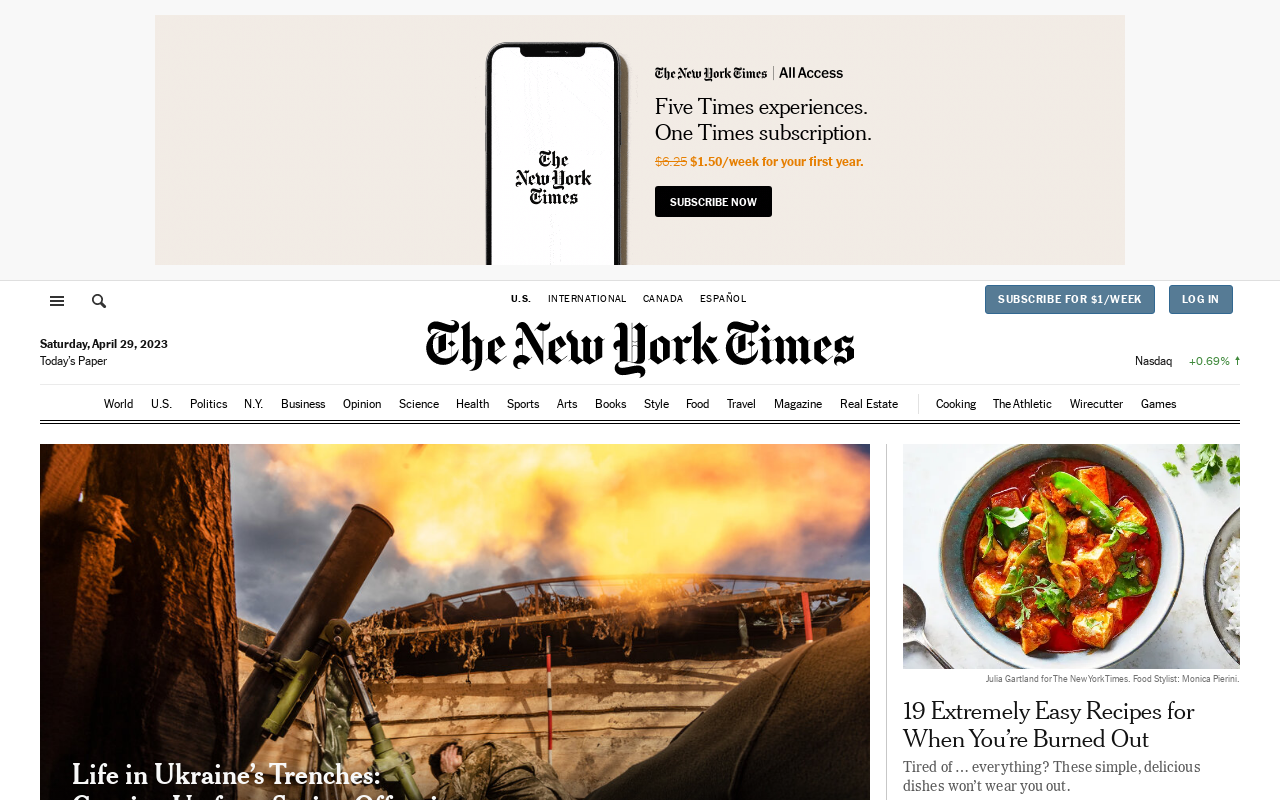 The New York Times
The New York Times | All Access
Five Times experiences.
One Times subscription.
$6.25 $1.50/week for your first year.
SUBSCRIBE NOW
U.S. INTERNATIONAL CANADA ESPAÑOL
SUBSCRIBE FOR $1/WEEK LOG IN
The New York Times
Saturday, April 29, 2023
Today's Paper
Nasdaq +0.69% ↑
World U.S. Politics N.Y. Business Opinion Science Health Sports Arts Books Style Food Travel Magazine Real Estate Cooking The Athletic Wirecutter Games
Life in Ukraine's Trenches:
Julia Gartland for The New York Times. Food Stylist: Monica Pierini.
19 Extremely Easy Recipes for
When You're Burned Out
Tired of … everything? These simple, delicious
dishes won't wear you out.